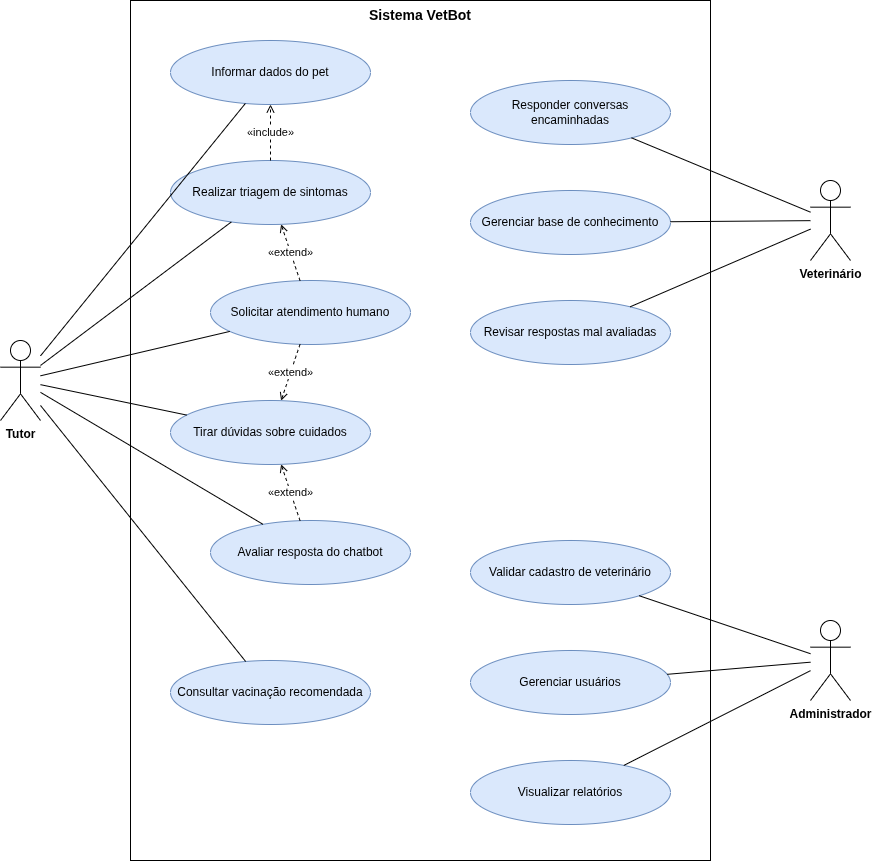 Sistema VetBot
Informar dados do pet
«include»
Realizar triagem de sintomas
«extend»
Solicitar atendimento humano
«extend»
Tirar dúvidas sobre cuidados
«extend»
Avaliar resposta do chatbot
Consultar vacinação recomendada
Tutor
Responder conversas
encaminhadas
Gerenciar base de conhecimento
Revisar respostas mal avaliadas
Veterinário
Validar cadastro de veterinário
Gerenciar usuários
Visualizar relatórios
Administrador